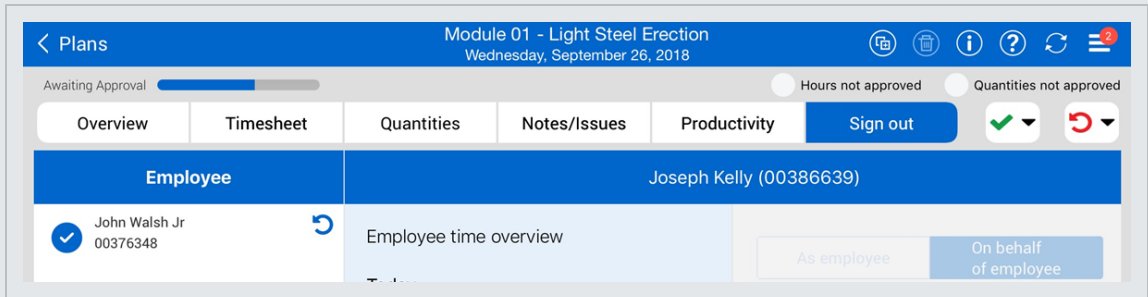 Plans
Module 01 - Light Steel Erection
Wednesday, September 26, 2018
2
Awaiting Approval
Hours not approved
Quantities not approved
Overview
Timesheet
Quantities
Notes/Issues
Productivity
Sign out
Employee
Joseph Kelly (00386639)
John Walsh Jr
00376348
Employee time overview
As employee
On behalf
of employee